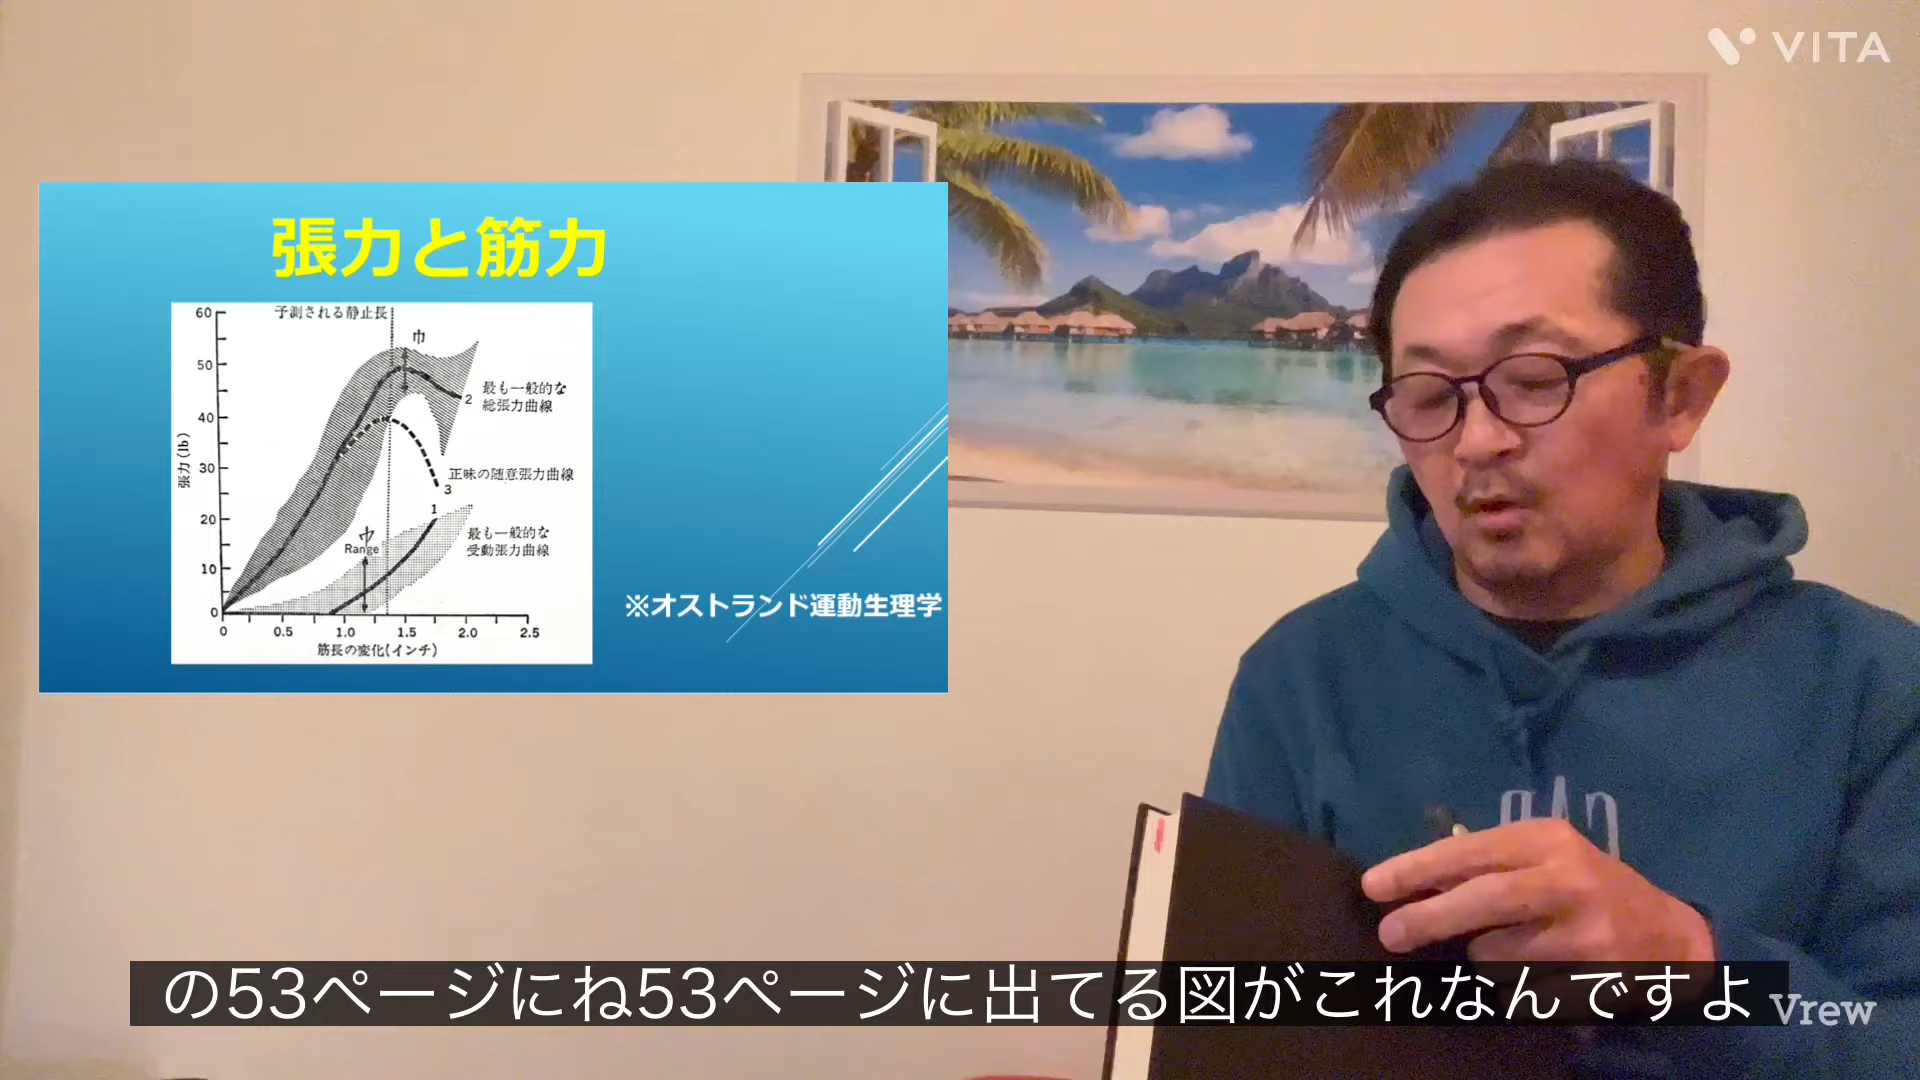 VITA
張力と筋力
予測される静止長
巾
60
50
40
30
20
10
0
張力(lb)
最も一般的な
総張力曲線
2
正味の随意張力曲線
3
1
巾
Range
最も一般的な
受動張力曲線
0 0.5 1.0 1.5 2.0 2.5
筋長の変化(インチ)
※オストランド運動生理学
の53ページにね53ページに出てる図がこれなんですよ
Vrew